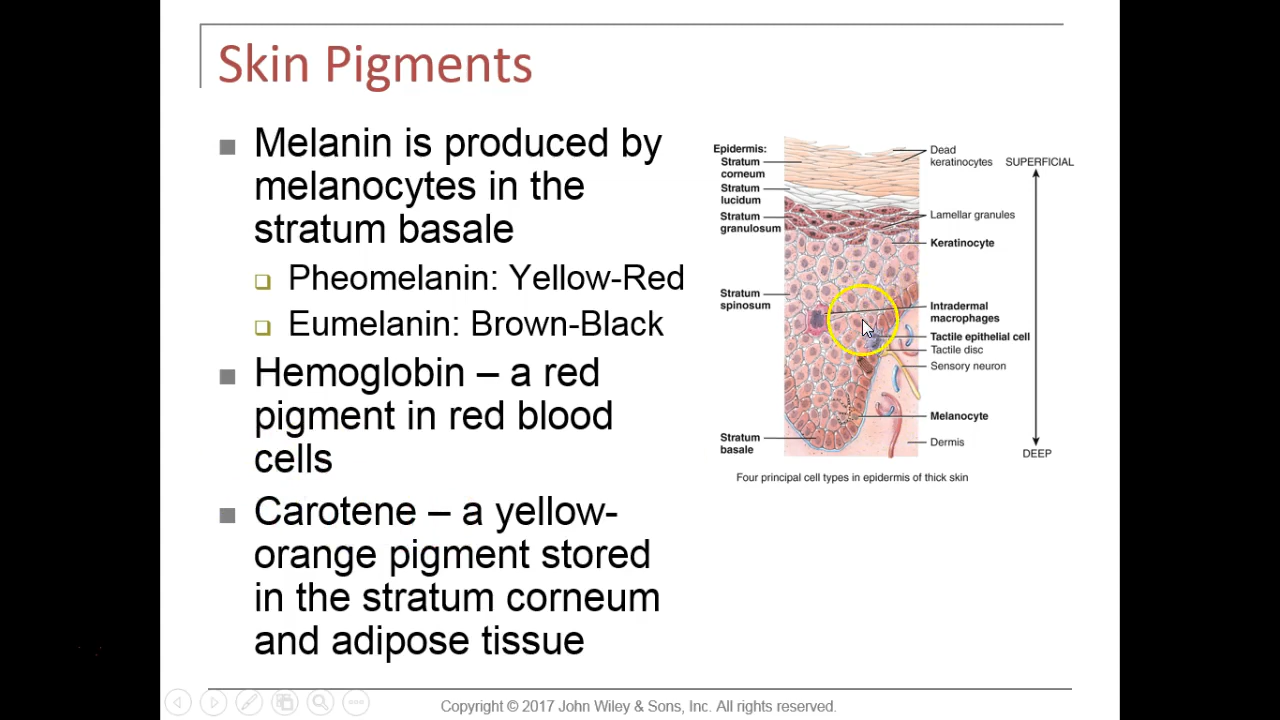 Skin Pigments
Melanin is produced by
melanocytes in the
stratum basale
Pheomelanin: Yellow-Red
Eumelanin: Brown-Black
Hemoglobin – a red
pigment in red blood
cells
Carotene – a yellow-
orange pigment stored
in the stratum corneum
and adipose tissue
Epidermis:
Stratum
corneum
Stratum
lucidum
Stratum
granulosum
Stratum
spinosum
Stratum
basale
Dead
keratinocytes
Lamellar granules
Keratinocyte
Intradermal
macrophages
Tactile epithelial cell
Tactile disc
Sensory neuron
Melanocyte
Dermis
SUPERFICIAL
DEEP
Four principal cell types in epidermis of thick skin
Copyright © 2017 John Wiley & Sons, Inc. All rights reserved.